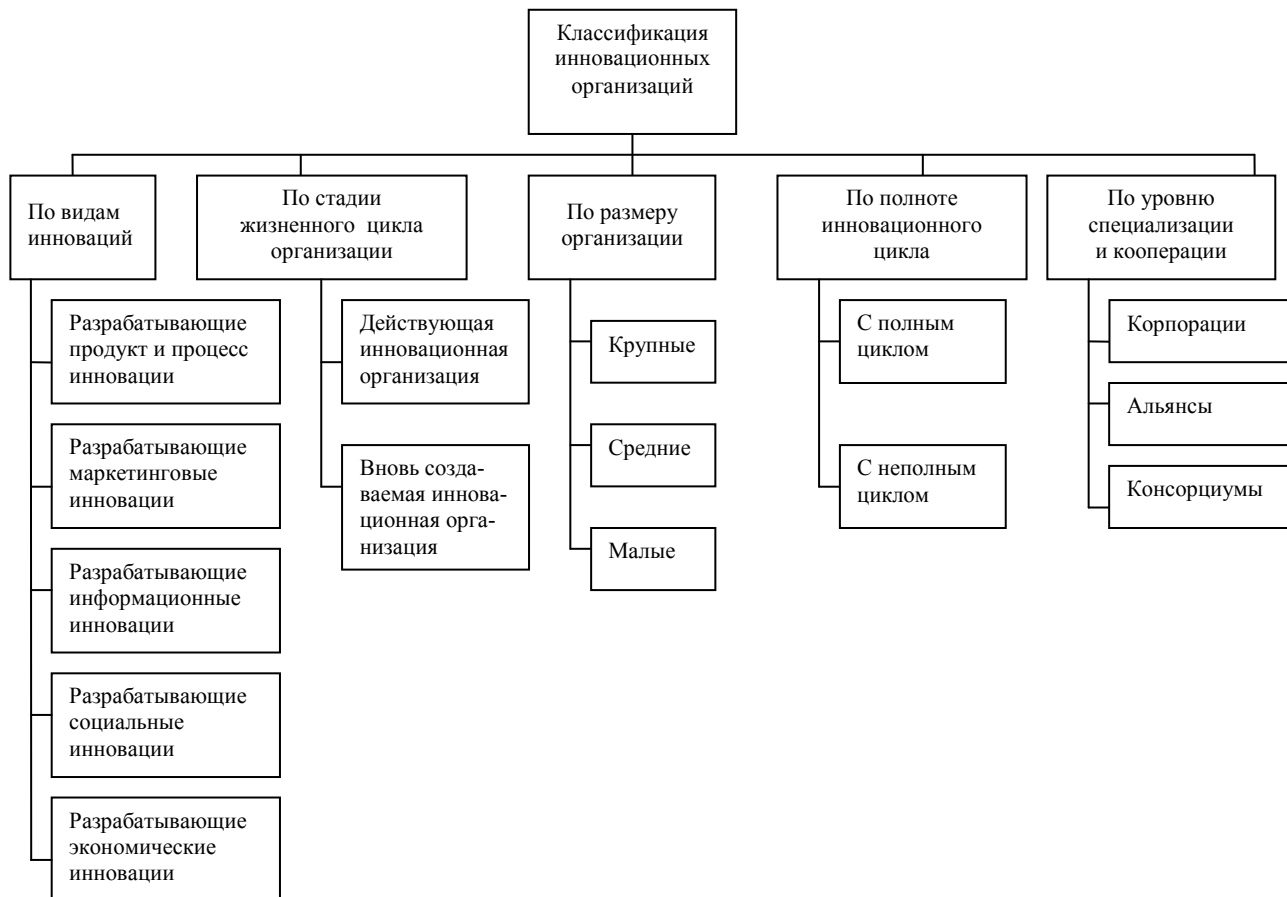 Классификация
инновационных
организаций
По видам
инноваций
По стадии
жизненного цикла
организации
По размеру
организации
По полноте
инновационного
цикла
По уровню
специализации
и кооперации
Разрабатывающие
продукт и процесс
инновации
Разрабатывающие
маркетинговые
инновации
Разрабатывающие
информационные
инновации
Разрабатывающие
социальные
инновации
Разрабатывающие
экономические
инновации
Действующая
инновационная
организация
Вновь созда-
ваемая иннова-
ционная орга-
низация
Крупные
Средние
Малые
С полным
циклом
С неполным
циклом
Корпорации
Альянсы
Консорциумы